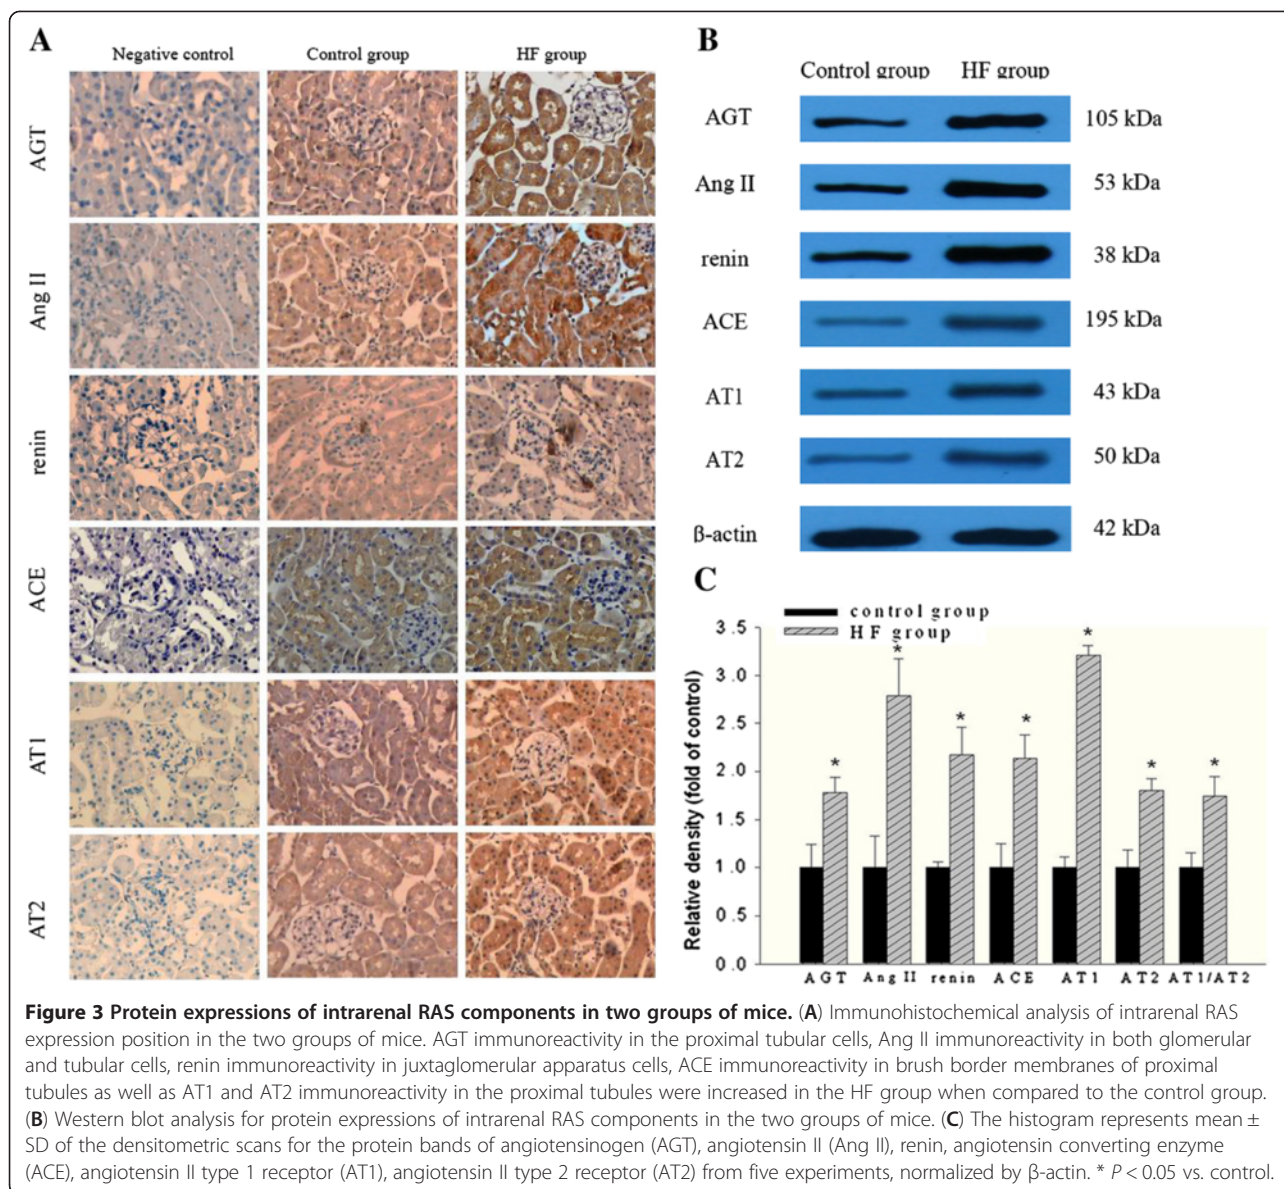 A
Negative control Control group HF group
AGT
Ang II
renin
ACE
AT1
AT2
B
Control group HF group
AGT 105 kDa
Ang II 53 kDa
renin 38 kDa
ACE 195 kDa
AT1 43 kDa
AT2 50 kDa
β-actin 42 kDa
C
control group
HF group
Relative density (fold of control)
3.5
3.0
2.5
2.0
1.5
1.0
0.5
0.0
* * * * * * *
AGT Ang II renin ACE AT1 AT2 AT1/AT2
Figure 3 Protein expressions of intrarenal RAS components in two groups of mice. (A) Immunohistochemical analysis of intrarenal RAS
expression position in the two groups of mice. AGT immunoreactivity in the proximal tubular cells, Ang II immunoreactivity in both glomerular
and tubular cells, renin immunoreactivity in juxtaglomerular apparatus cells, ACE immunoreactivity in brush border membranes of proximal
tubules as well as AT1 and AT2 immunoreactivity in the proximal tubules were increased in the HF group when compared to the control group.
(B) Western blot analysis for protein expressions of intrarenal RAS components in the two groups of mice. (C) The histogram represents mean ±
SD of the densitometric scans for the protein bands of angiotensinogen (AGT), angiotensin II (Ang II), renin, angiotensin converting enzyme
(ACE), angiotensin II type 1 receptor (AT1), angiotensin II type 2 receptor (AT2) from five experiments, normalized by β-actin. * P < 0.05 vs. control.